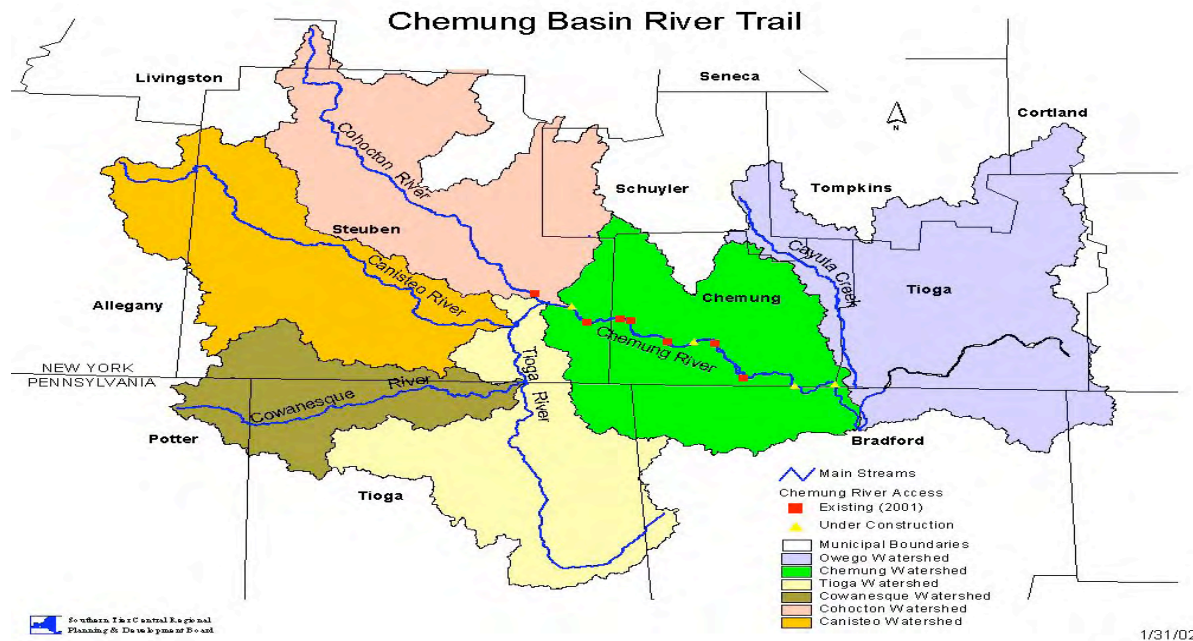 Chemung Basin River Trail
Livingston
Seneca
Cortland
N
Cohocton River
Schuyler
Tompkins
Steuben
Cayuta Creek
Canisteo River
Chemung
Tioga
Allegany
Chemung River
NEW YORK
PENNSYLVANIA
Tioga River
Cowanesque River
Potter
Bradford
Tioga
Main Streams
Chemung River Access
Existing (2001)
Under Construction
Municipal Boundaries
Owego Watershed
Chemung Watershed
Tioga Watershed
Cowanesque Watershed
Cohocton Watershed
Canisteo Watershed
Southern Tier Central Regional
Planning & Development Board
1/31/02